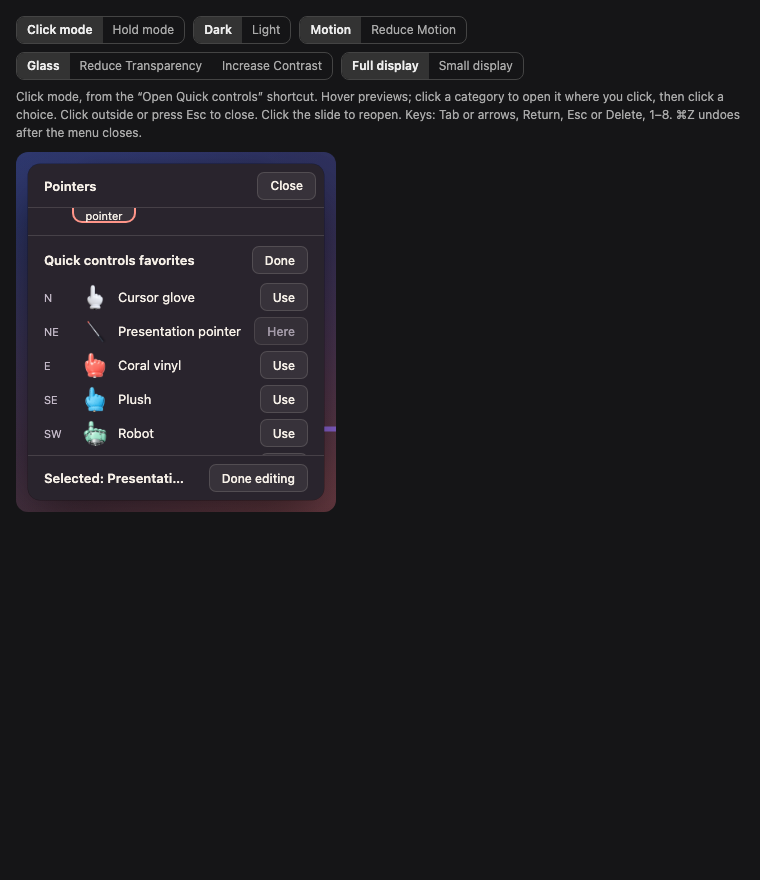 Click mode Hold mode Dark Light Motion Reduce Motion
Glass Reduce Transparency Increase Contrast Full display Small display
Click mode, from the “Open Quick controls” shortcut. Hover previews; click a category to open it where you click, then click a
choice. Click outside or press Esc to close. Click the slide to reopen. Keys: Tab or arrows, Return, Esc or Delete, 1–8. ⌘Z undoes
after the menu closes.
Pointers Close
pointer
Quick controls favorites Done
N Cursor glove Use
NE Presentation pointer Here
E Coral vinyl Use
SE Plush Use
SW Robot Use
Selected: Presentati... Done editing